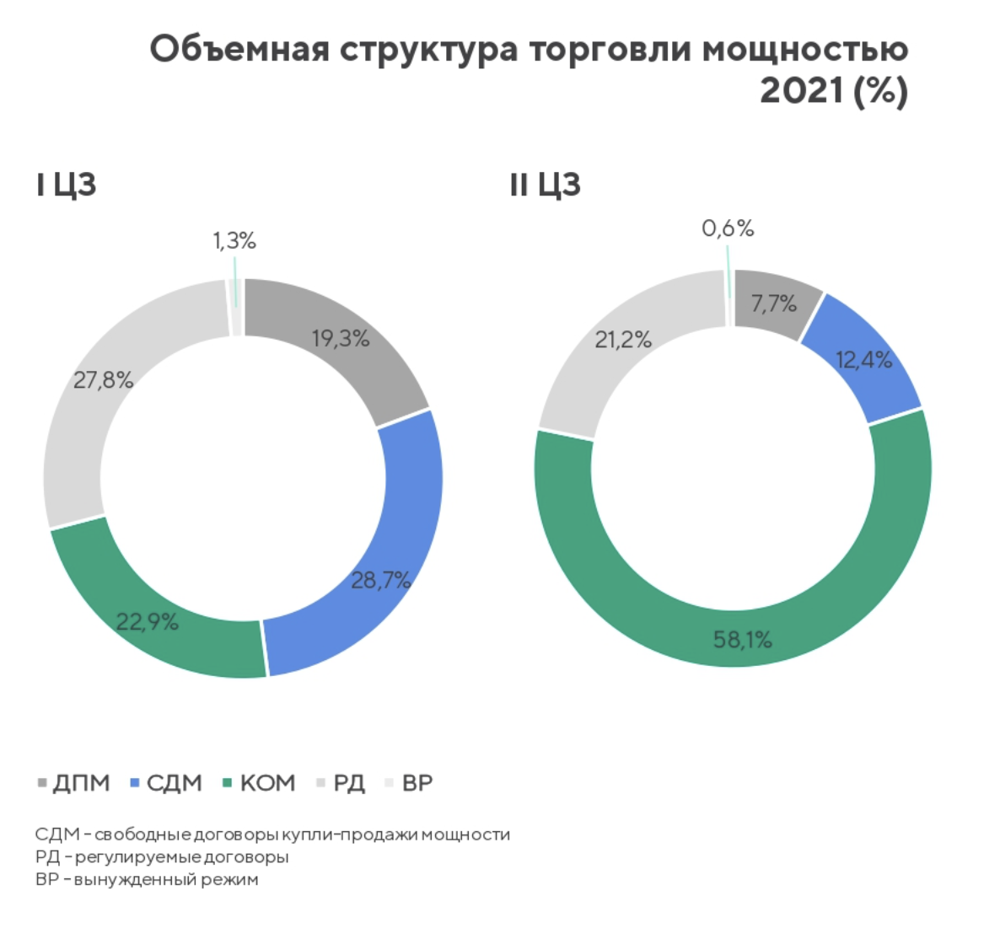 Объемная структура торговли мощностью
2021 (%)
I ЦЗ
II ЦЗ
1,3%
19,3%
27,8%
28,7%
22,9%
0,6%
7,7%
12,4%
21,2%
58,1%
ДПМ СДМ КОМ РД ВР
СДМ – свободные договоры купли-продажи мощности
РД – регулируемые договоры
ВР – вынужденный режим